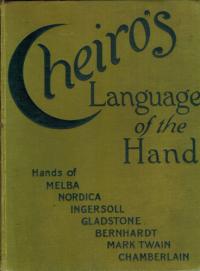 Cheiro's
Language
of the
Hand
Hands of
MELBA
NORDICA
INGERSOLL
GLADSTONE
BERNHARDT
MARK TWAIN
CHAMBERLAIN